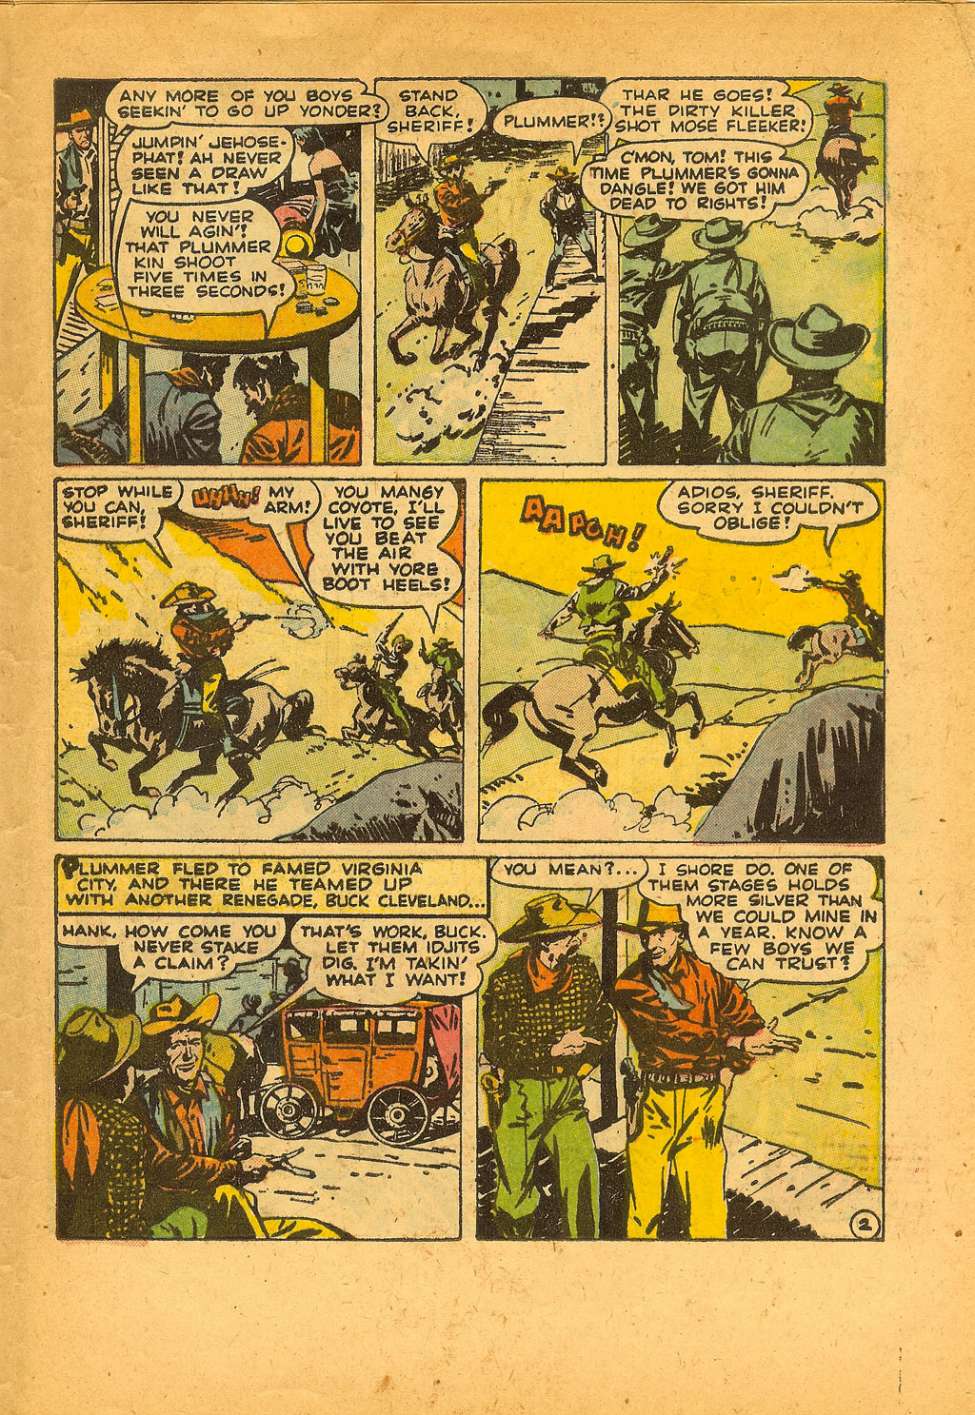 ANY MORE OF YOU BOYS
SEEKIN' TO GO UP YONDER?
JUMPIN' JEHOSE-
PHAT! AH NEVER
SEEN A DRAW
LIKE THAT!
YOU NEVER
WILL AGIN'!
THAT PLUMMER
KIN SHOOT
FIVE TIMES IN
THREE SECONDS!
STAND
BACK,
SHERIFF!
PLUMMER!?
THAR HE GOES!
THE DIRTY KILLER
SHOT MOSE FLEEKER!
C'MON, TOM! THIS
TIME PLUMMER'S GONNA
DANGLE! WE GOT HIM
DEAD TO RIGHTS!
STOP WHILE
YOU CAN,
SHERIFF!
UHHH! MY
ARM!
YOU MANGY
COYOTE, I'LL
LIVE TO SEE
YOU BEAT
THE AIR
WITH YORE
BOOT HEELS!
AAAGH!
ADIOS, SHERIFF.
SORRY I COULDN'T
OBLIGE!
PLUMMER FLED TO FAMED VIRGINIA
CITY, AND THERE HE TEAMED UP
WITH ANOTHER RENEGADE, BUCK CLEVELAND...
HANK, HOW COME YOU
NEVER STAKE
A CLAIM?
THAT'S WORK, BUCK.
LET THEM IDJITS
DIG. I'M TAKIN'
WHAT I WANT!
YOU MEAN?...
I SHORE DO. ONE OF
THEM STAGES HOLDS
MORE SILVER THAN
WE COULD MINE IN
A YEAR. KNOW A
FEW BOYS WE
CAN TRUST?
2